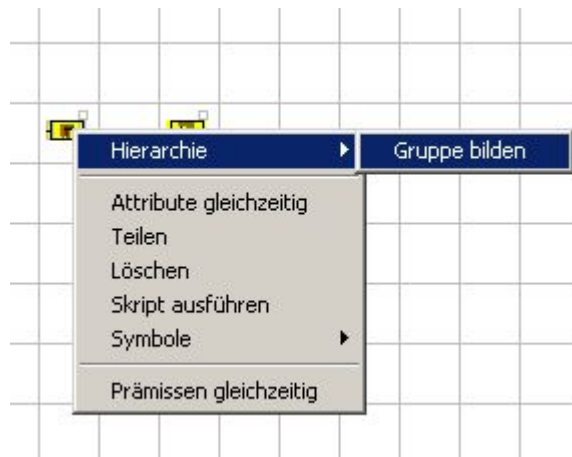 Hierarchie
Gruppe bilden
Attribute gleichzeitig
Teilen
Löschen
Skript ausführen
Symbole
Prämissen gleichzeitig